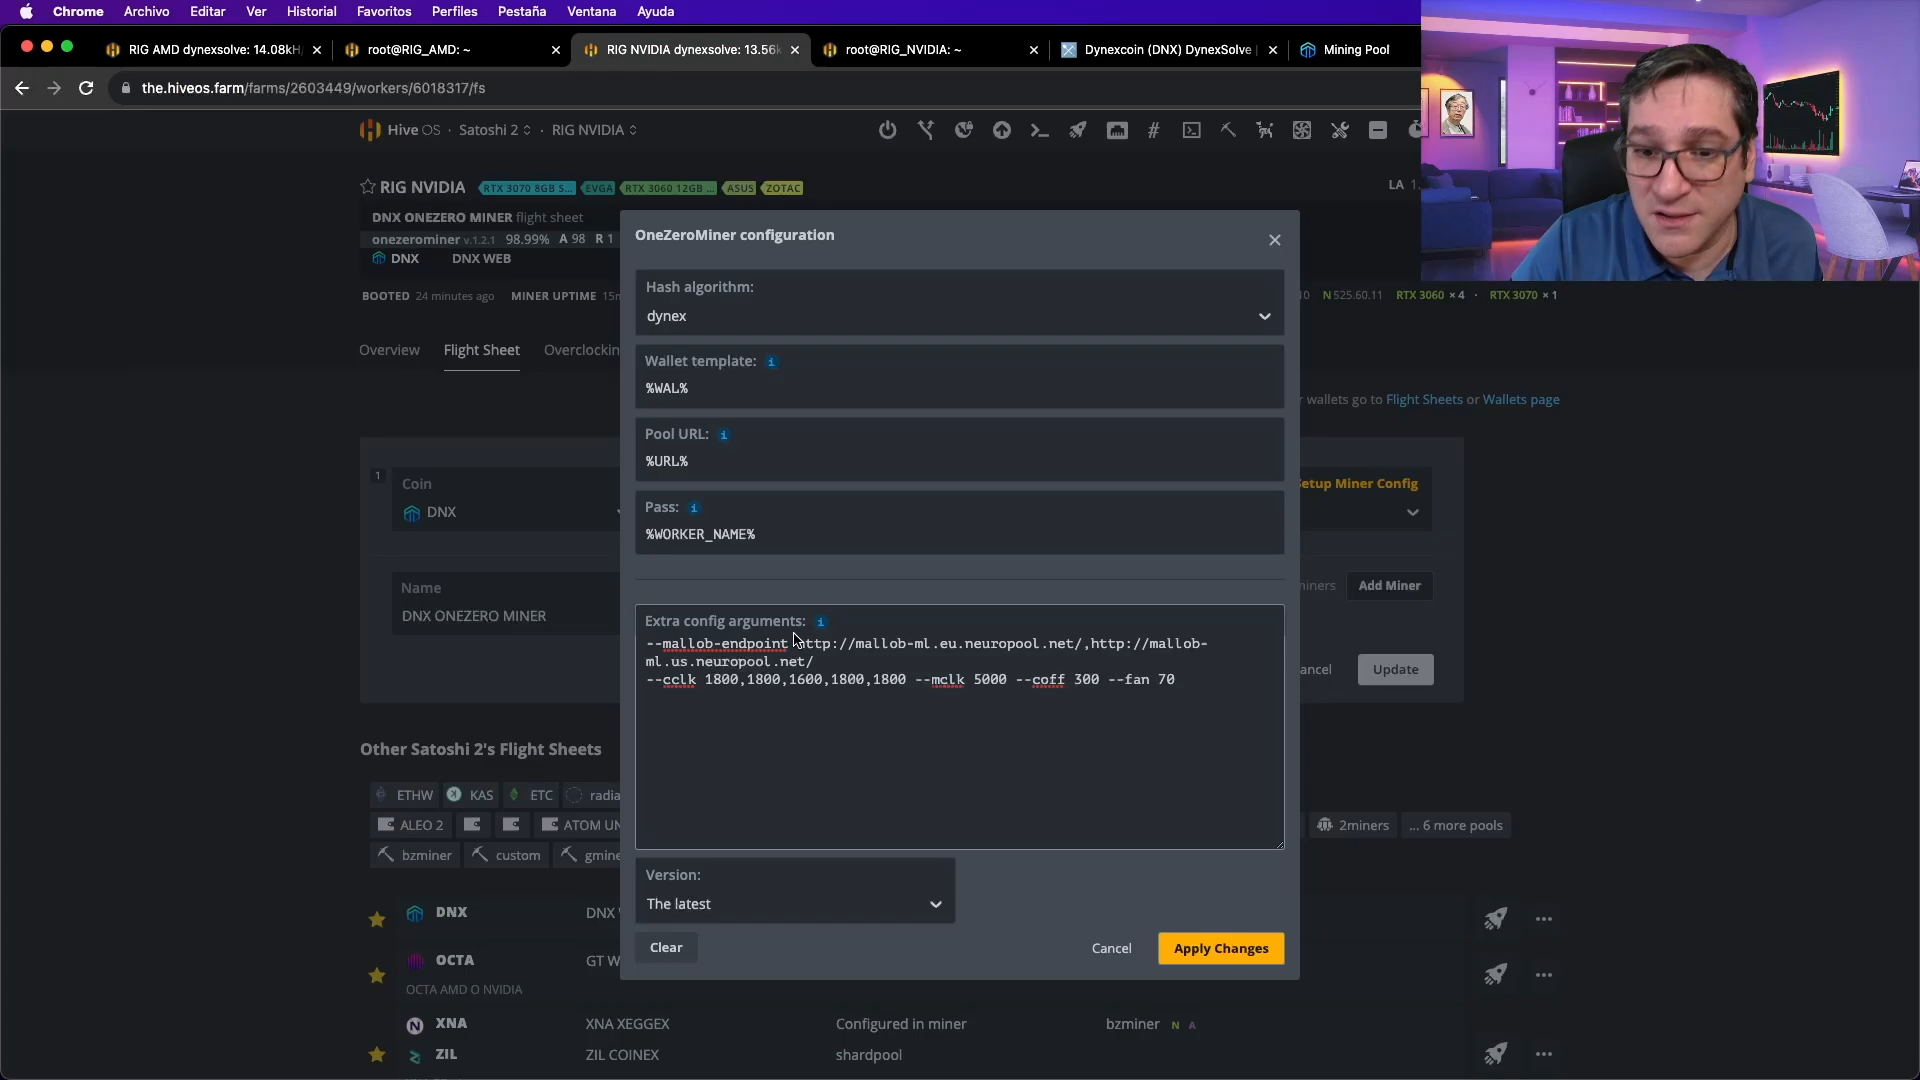 Chrome Archivo Editar Ver Historial Favoritos Perfiles Pestaña Ventana Ayuda
RIG AMD dynexsolve: 14.08kH root@RIG_AMD: ~ RIG NVIDIA dynexsolve: 13.56k root@RIG_NVIDIA: ~ Dynexcoin (DNX) DynexSolve Mining Pool
the.hiveos.farm/farms/2603449/workers/6018317/fs
Hive OS · Satoshi 2 · RIG NVIDIA
RIG NVIDIA RTX 3070 8GB S... EVGA RTX 3060 12GB ... ASUS ZOTAC LA 1.
DNX ONEZERO MINER flight sheet
onezerominer v.1.2.1 98.99% A 98 R 1
DNX DNX WEB
BOOTED 24 minutes ago MINER UPTIME 15m N 525.60.11 RTX 3060 ×4 · RTX 3070 ×1
OneZeroMiner configuration
Hash algorithm:
dynex
Overview Flight Sheet Overclockin
Wallet template:
%WAL%
wallets go to Flight Sheets or Wallets page
Pool URL:
%URL%
1
Coin
DNX
Setup Miner Config
Pass:
%WORKER_NAME%
Name
DNX ONEZERO MINER
miners Add Miner
Extra config arguments:
--mallob-endpoint http://mallob-ml.eu.neuropool.net/,http://mallob-
ml.us.neuropool.net/
--cclk 1800,1800,1600,1800,1800 --mclk 5000 --coff 300 --fan 70
ancel Update
Other Satoshi 2's Flight Sheets
ETHW KAS ETC radia
ALEO 2 ATOM UN 2miners ... 6 more pools
bzminer custom gmine
Version:
The latest
DNX DNX
Clear Cancel Apply Changes
OCTA GT W
OCTA AMD O NVIDIA
XNA XNA XEGGEX Configured in miner bzminer N A
ZIL ZIL COINEX shardpool